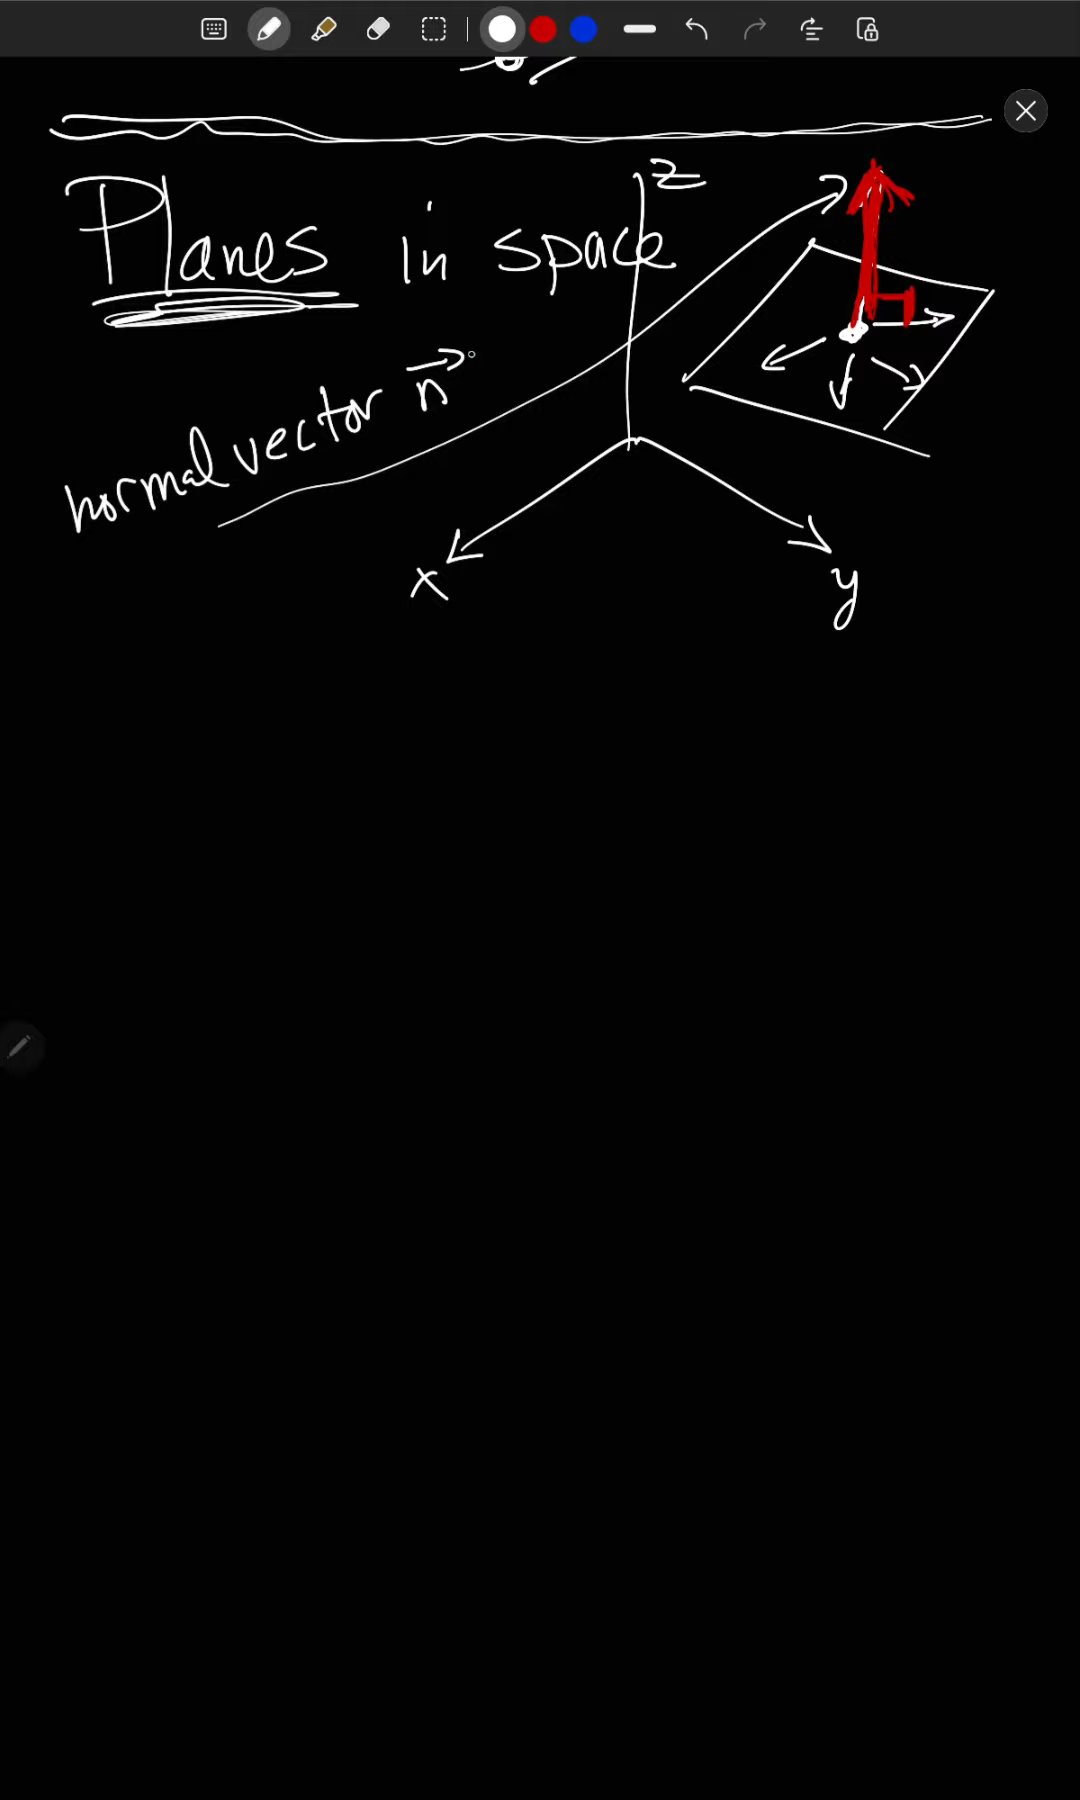 Planes in space
z
normal vector n⃗
x
y